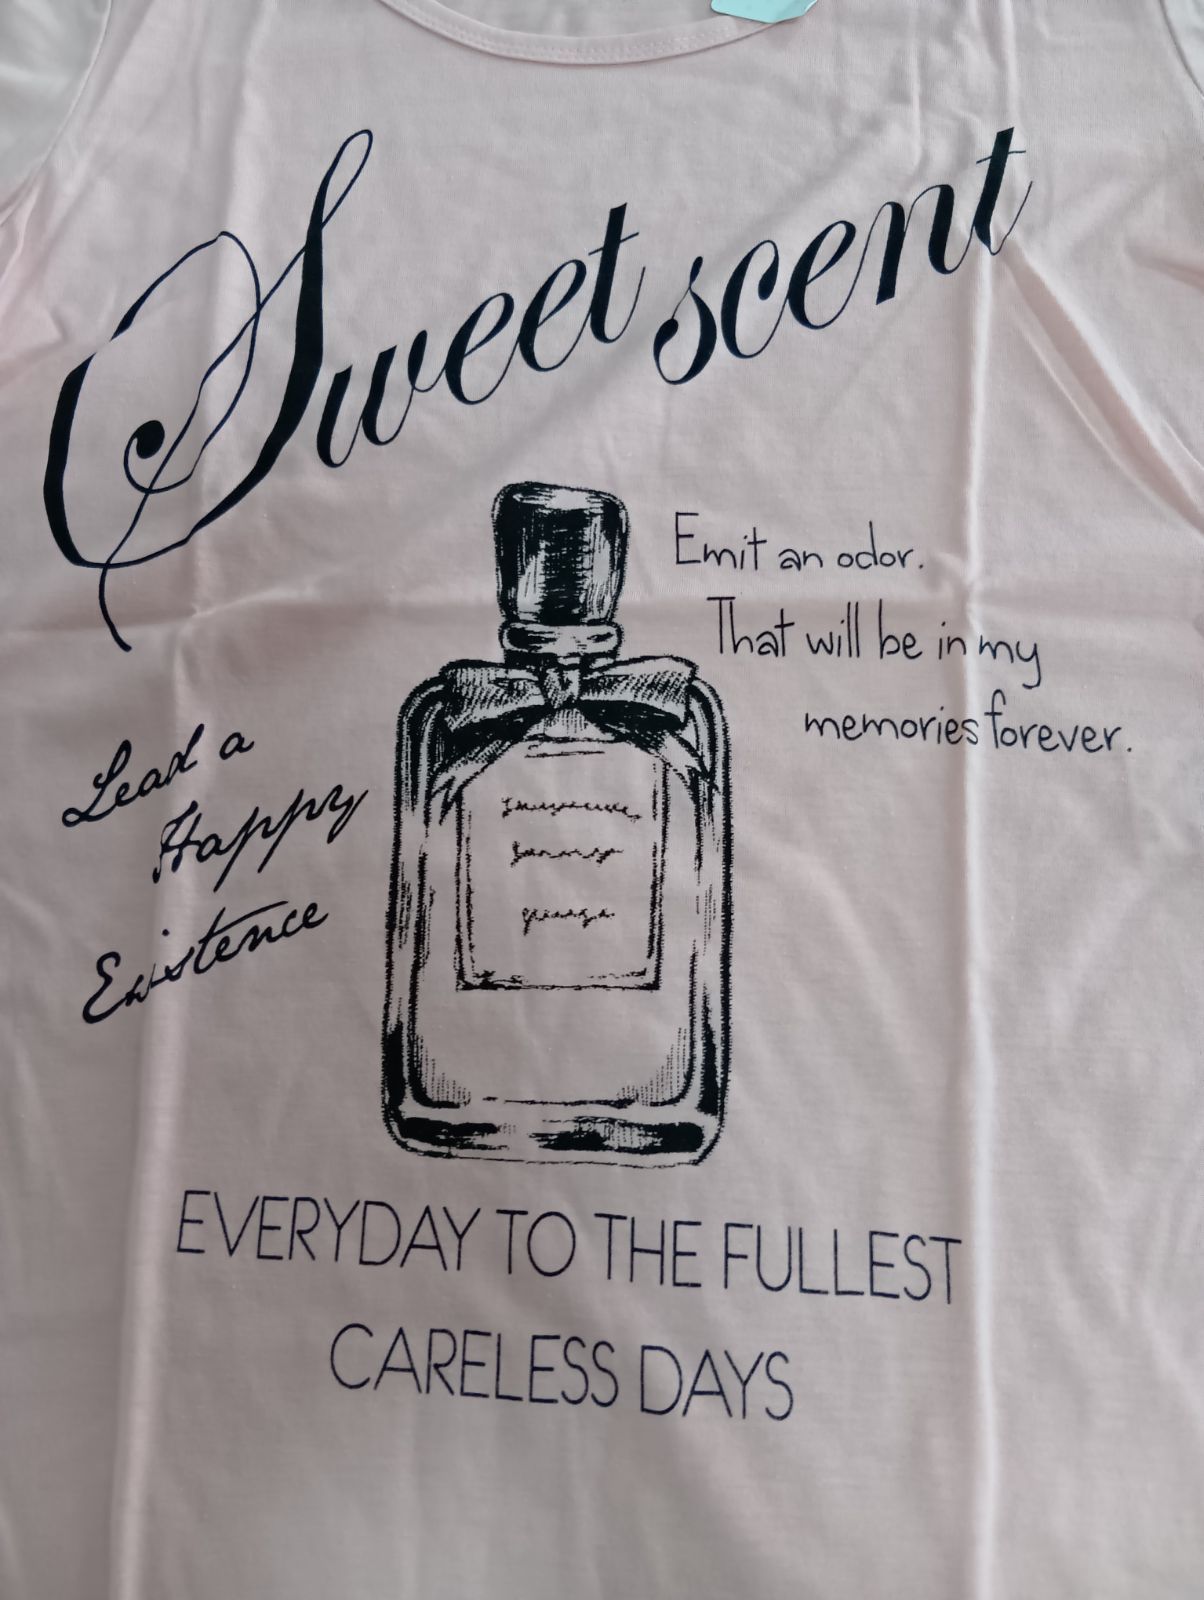 Sweet scent
Emit an odor.
That will be in my
memories forever.
Lead a
Happy
Existence
EVERYDAY TO THE FULLEST
CARELESS DAYS